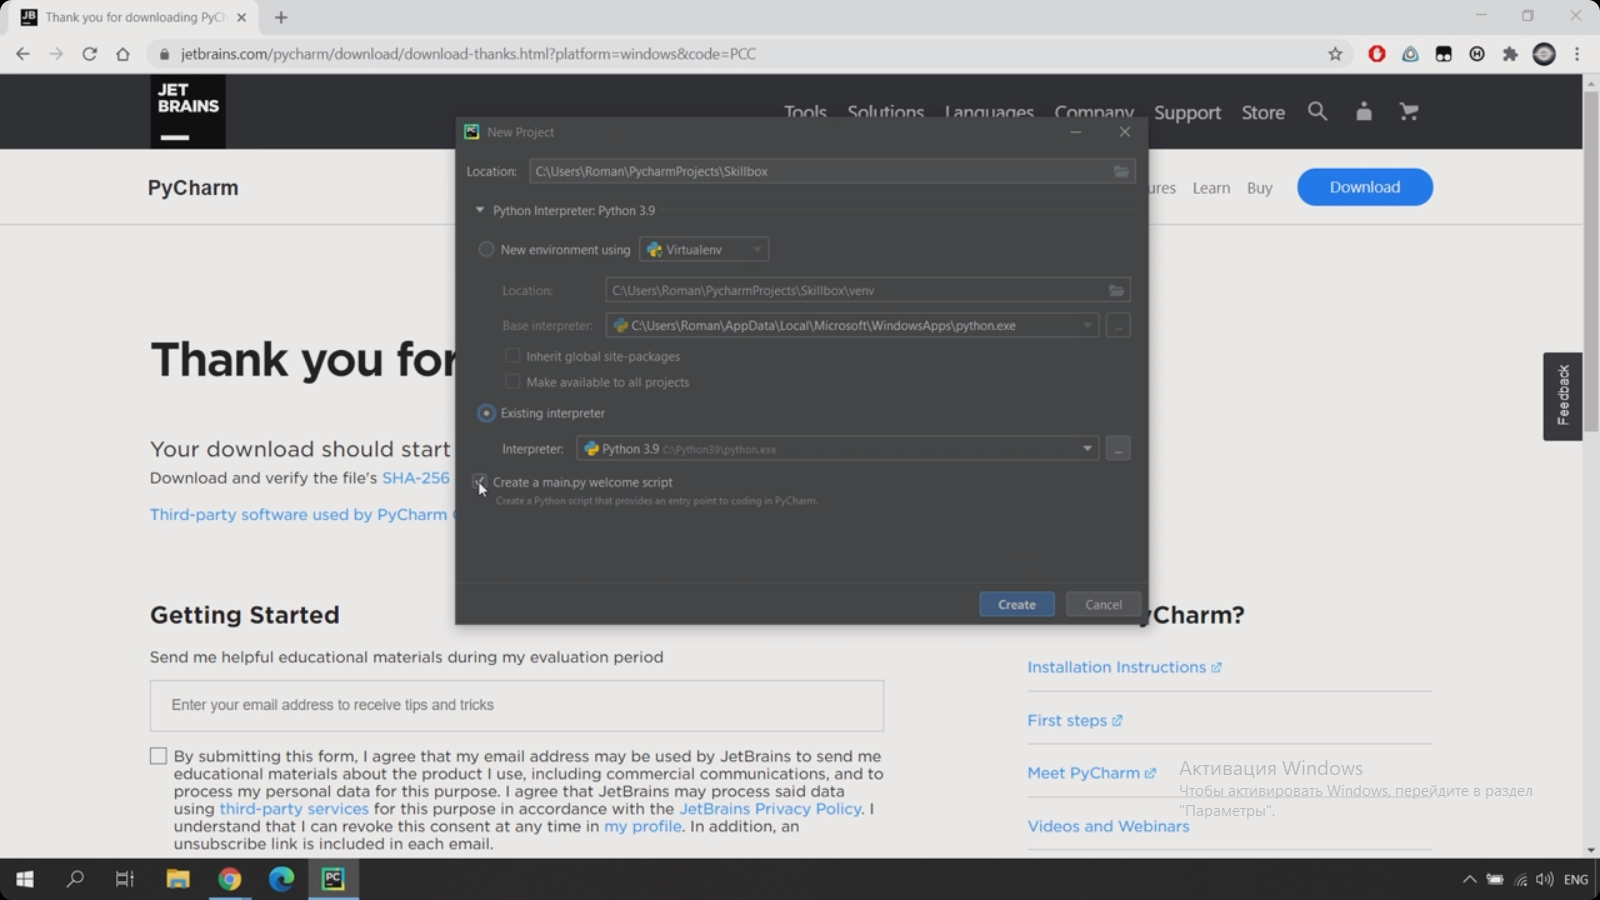 JB Thank you for downloading PyCh
jetbrains.com/pycharm/download/download-thanks.html?platform=windows&code=PCC
JET
BRAINS
Tools Solutions Languages Company Support Store
PyCharm
ures Learn Buy Download
PC New Project
Location: C:\Users\Roman\PycharmProjects\Skillbox
Python Interpreter: Python 3.9
New environment using Virtualenv
Location: C:\Users\Roman\PycharmProjects\Skillbox\venv
Base interpreter: C:\Users\Roman\AppData\Local\Microsoft\WindowsApps\python.exe ...
Inherit global site-packages
Make available to all projects
Existing interpreter
Interpreter: Python 3.9 C:\Python39\python.exe ...
Create a main.py welcome script
Create a Python script that provides an entry point to coding in PyCharm.
Create Cancel
Thank you for
Your download should start
Download and verify the file's SHA-256
Third-party software used by PyCharm
Feedback
Getting Started
Send me helpful educational materials during my evaluation period
Enter your email address to receive tips and tricks
By submitting this form, I agree that my email address may be used by JetBrains to send me
educational materials about the product I use, including commercial communications, and to
process my personal data for this purpose. I agree that JetBrains may process said data
using third-party services for this purpose in accordance with the JetBrains Privacy Policy. I
understand that I can revoke this consent at any time in my profile. In addition, an
unsubscribe link is included in each email.
yCharm?
Installation Instructions
First steps
Meet PyCharm
Videos and Webinars
Активация Windows
Чтобы активировать Windows, перейдите в раздел
"Параметры".
PC
ENG